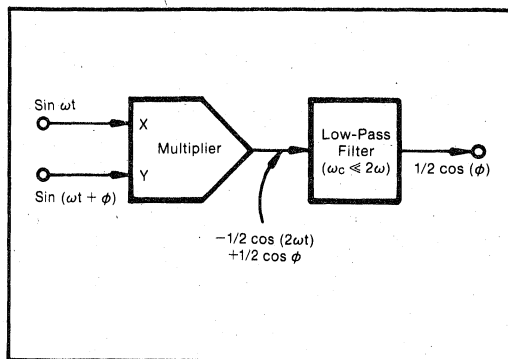 Sin ωt
X
Multiplier
Y
Sin (ωt + ϕ)
Low-Pass
Filter
(ωc ≪ 2ω)
1/2 cos (ϕ)
−1/2 cos (2ωt)
+1/2 cos ϕ